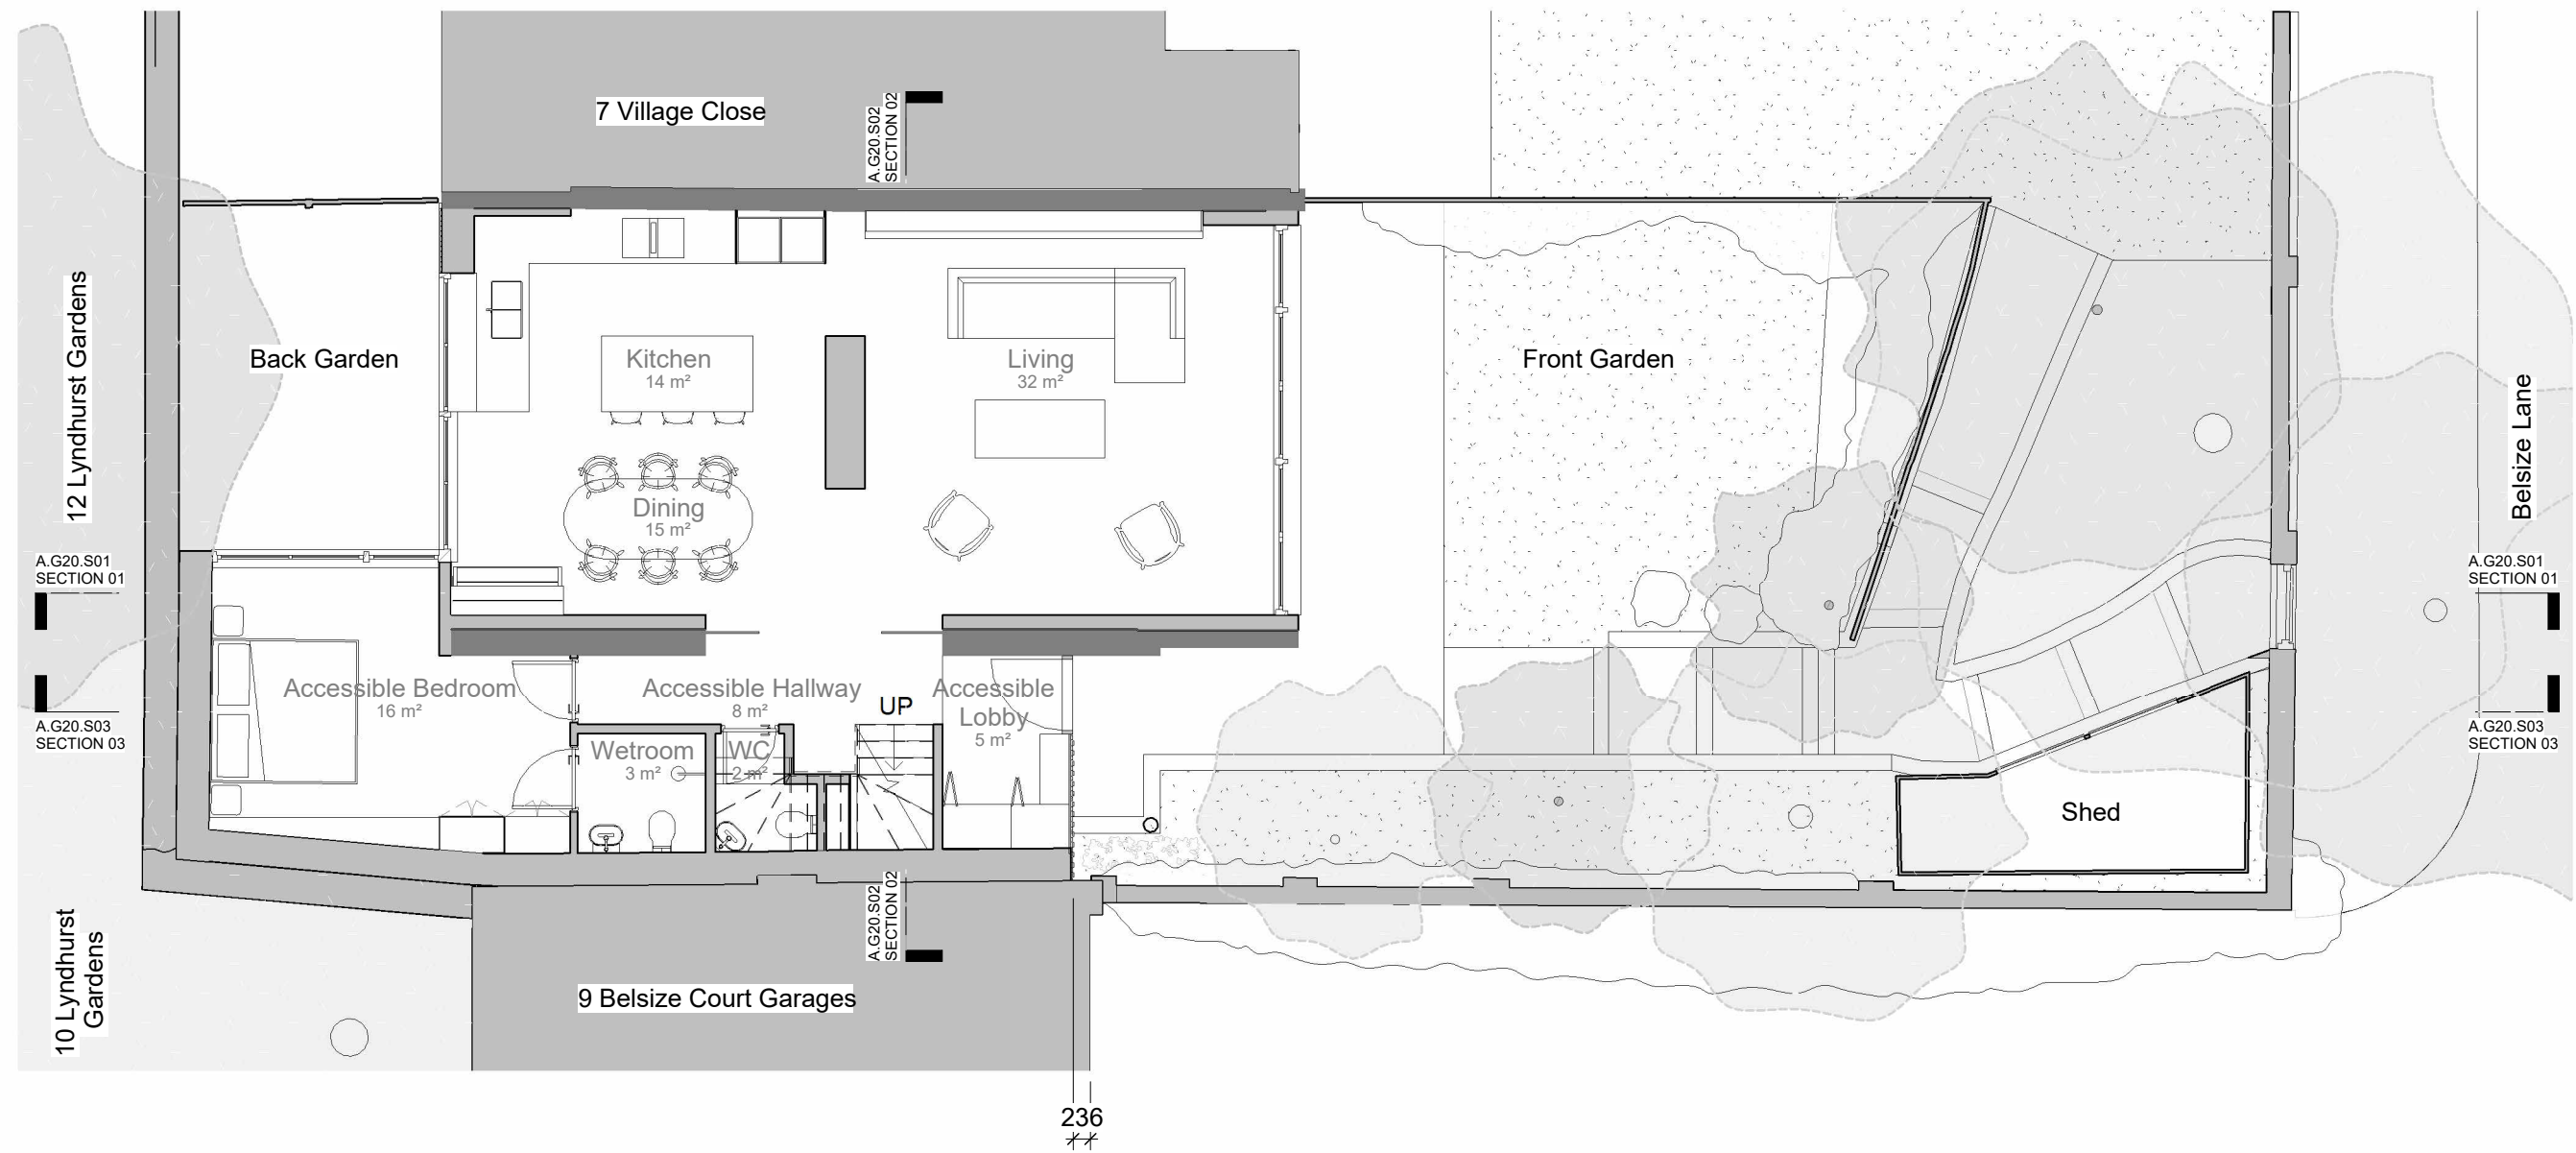 7 Village Close
A.G20.S02
SECTION 02
12 Lyndhurst Gardens
Back Garden
Kitchen
14 m²
Living
32 m²
Front Garden
Belsize Lane
Dining
15 m²
A.G20.S01
SECTION 01
A.G20.S01
SECTION 01
Accessible Bedroom
16 m²
Accessible Hallway
8 m²
UP
Accessible
Lobby
5 m²
A.G20.S03
SECTION 03
A.G20.S03
SECTION 03
Wetroom
3 m²
WC
2 m²
Shed
A.G20.S02
SECTION 02
10 Lyndhurst
Gardens
9 Belsize Court Garages
236